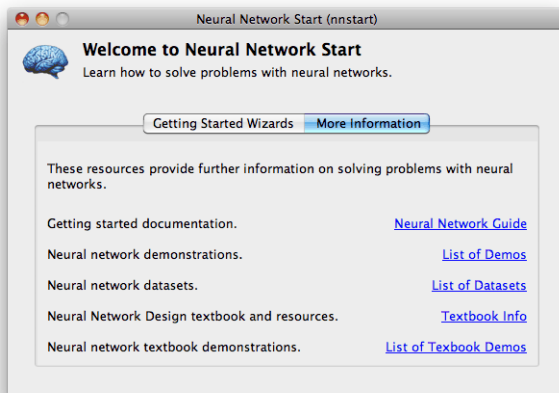 Neural Network Start (nnstart)
Welcome to Neural Network Start
Learn how to solve problems with neural networks.
Getting Started Wizards More Information
These resources provide further information on solving problems with neural
networks.
Getting started documentation. Neural Network Guide
Neural network demonstrations. List of Demos
Neural network datasets. List of Datasets
Neural Network Design textbook and resources. Textbook Info
Neural network textbook demonstrations. List of Texbook Demos